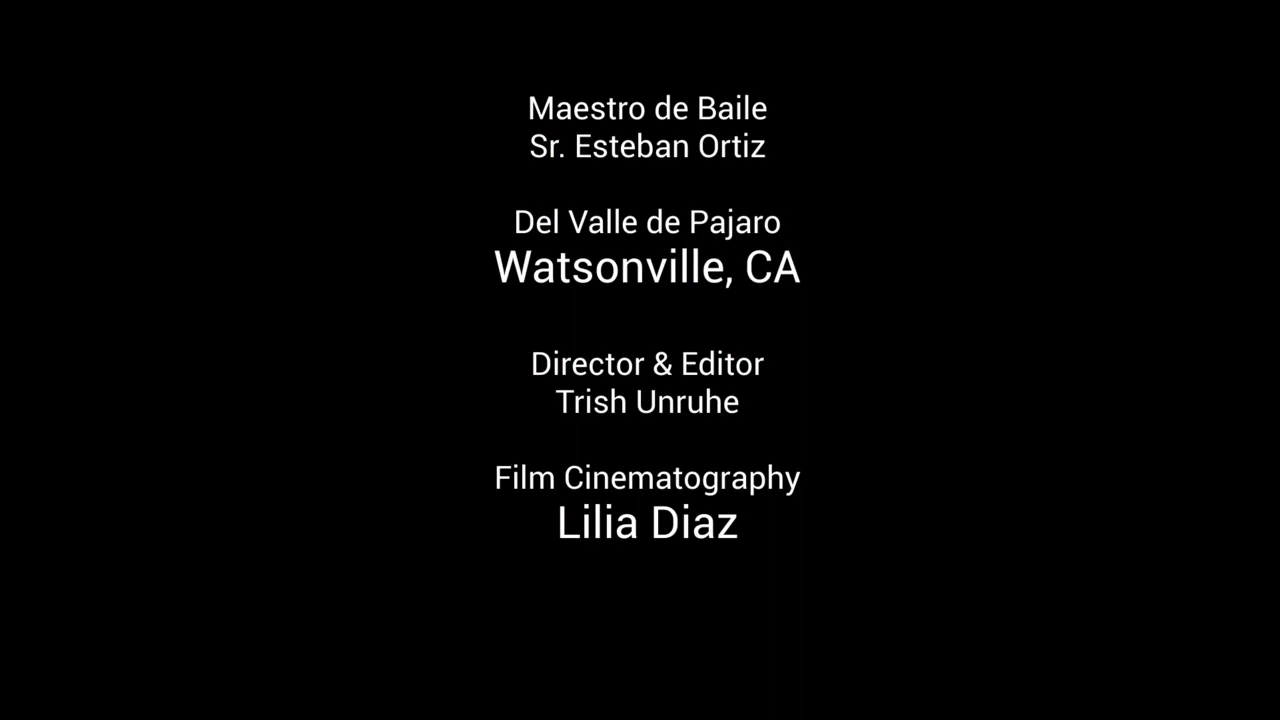 Maestro de Baile
Sr. Esteban Ortiz
Del Valle de Pajaro
Watsonville, CA
Director & Editor
Trish Unruhe
Film Cinematography
Lilia Diaz